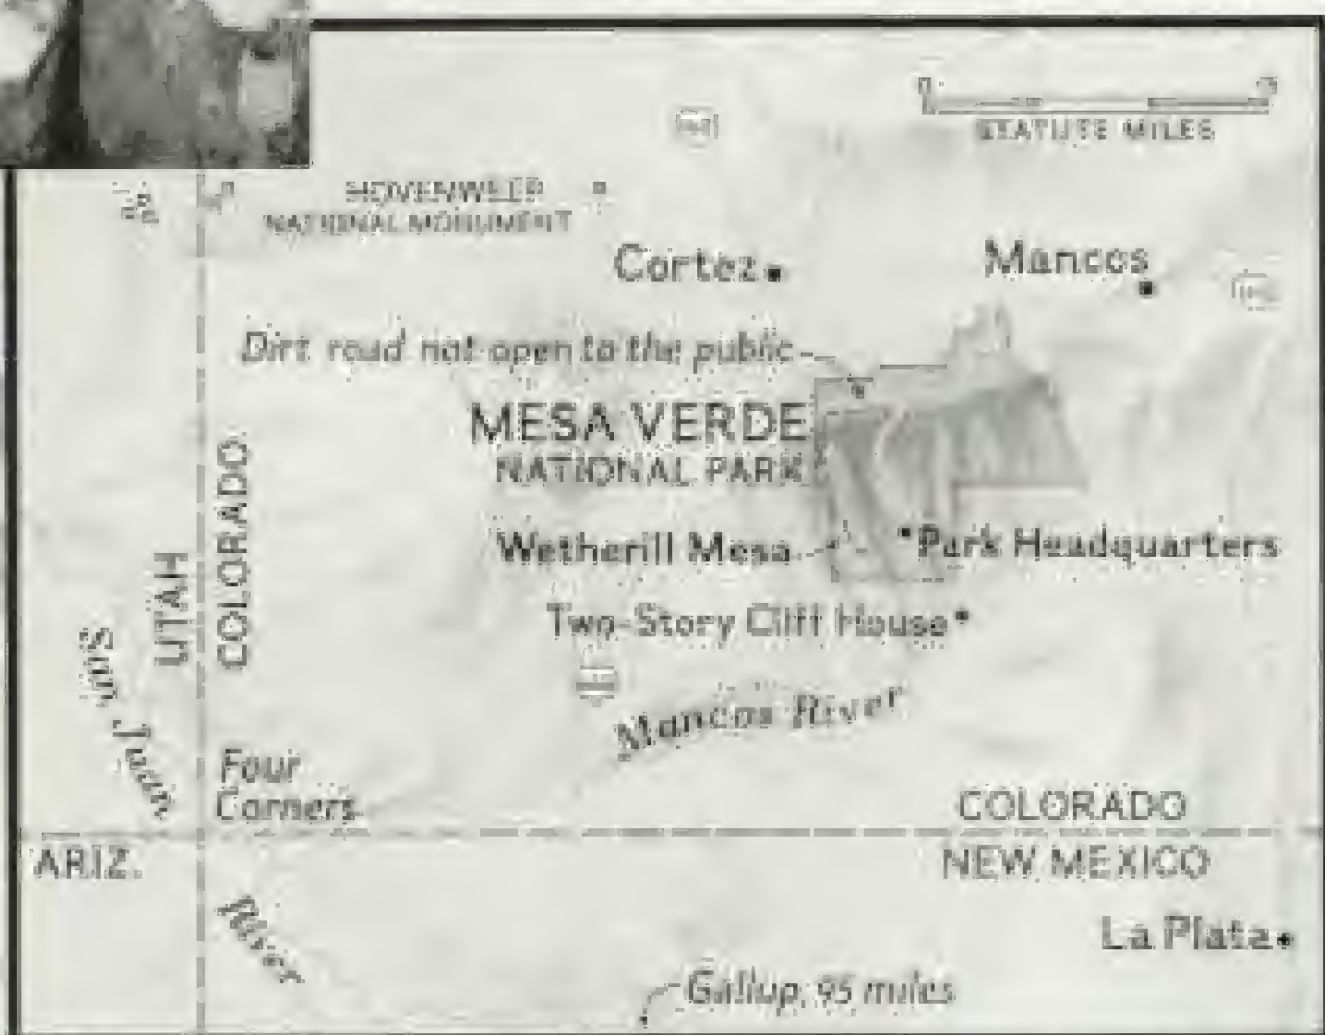 STATUTE MILES
HOVENWEEP
NATIONAL MONUMENT
Cortez
Mancos
Dirt road not open to the public
MESA VERDE
NATIONAL PARK
Wetherill Mesa
Park Headquarters
Two-Story Cliff House
Mancos River
UTAH
COLORADO
San Juan
River
Four
Corners
COLORADO
NEW MEXICO
ARIZ.
La Plata
Gallup, 95 miles